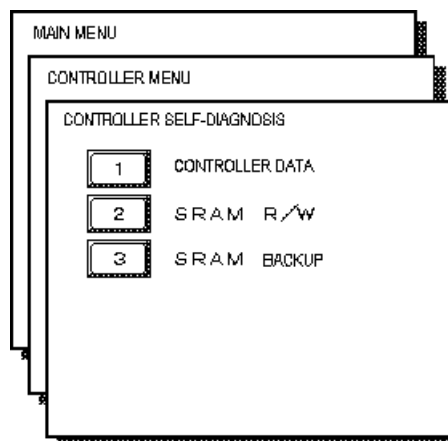 MAIN MENU
CONTROLLER MENU
CONTROLLER SELF-DIAGNOSIS
1 CONTROLLER DATA
2 SRAM R/W
3 SRAM BACKUP